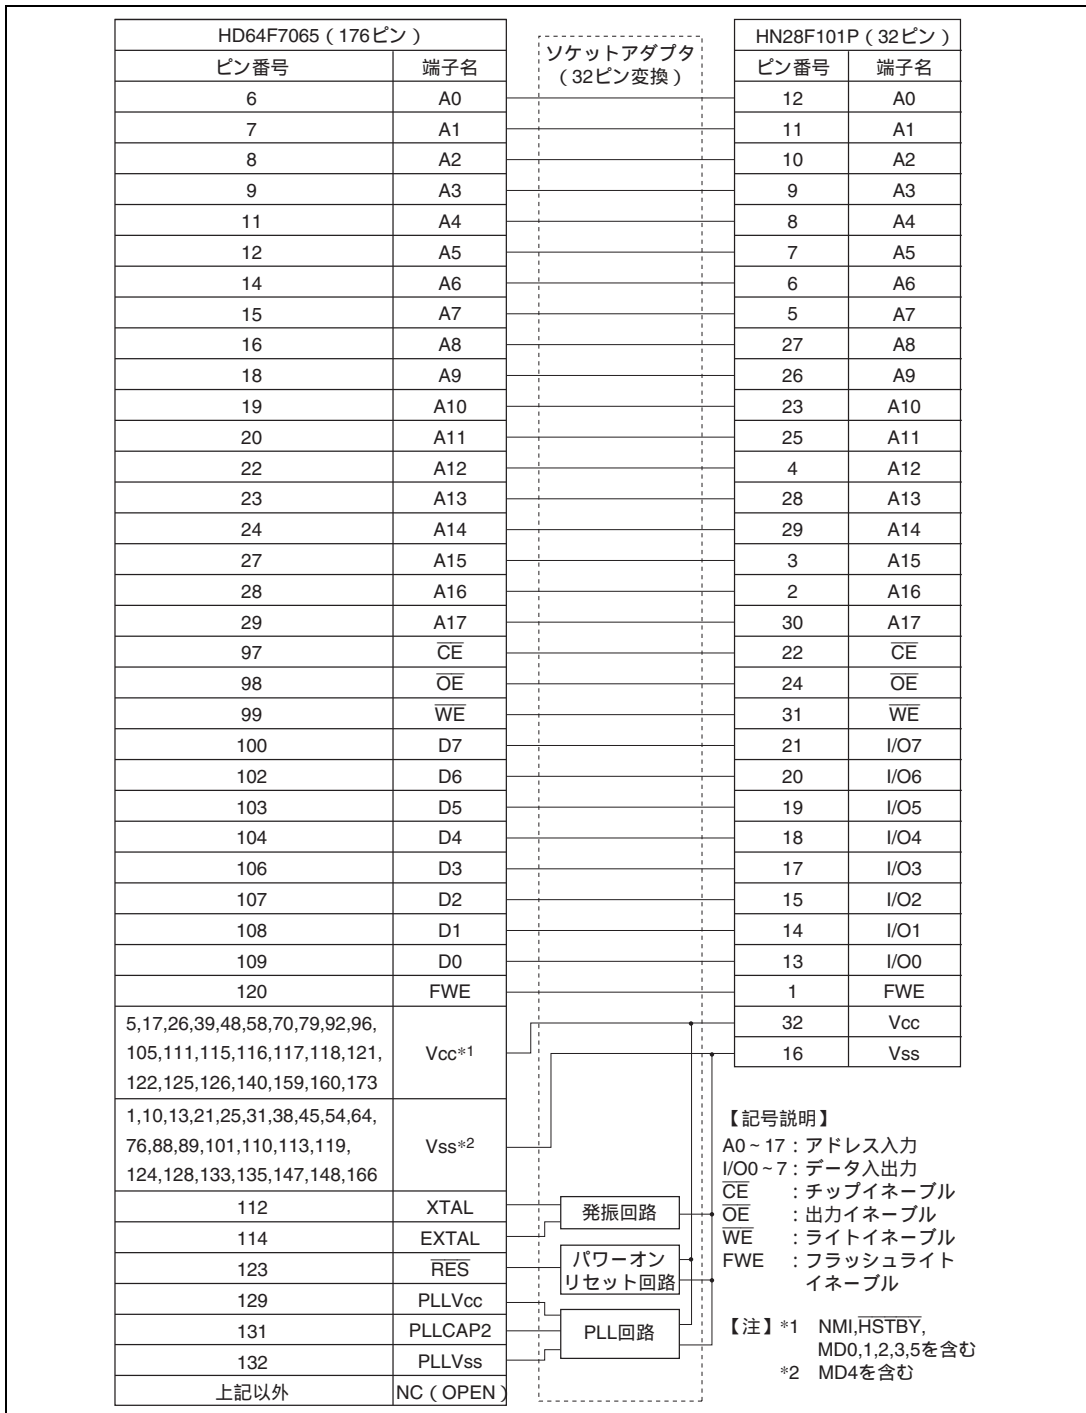 HD64F7065(176ピン)
ピン番号 端子名
6 A0
7 A1
8 A2
9 A3
11 A4
12 A5
14 A6
15 A7
16 A8
18 A9
19 A10
20 A11
22 A12
23 A13
24 A14
27 A15
28 A16
29 A17
97 C̅E̅
98 O̅E̅
99 W̅E̅
100 D7
102 D6
103 D5
104 D4
106 D3
107 D2
108 D1
109 D0
120 FWE
5,17,26,39,48,58,70,79,92,96,
105,111,115,116,117,118,121,
122,125,126,140,159,160,173
Vcc*1
1,10,13,21,25,31,38,45,54,64,
76,88,89,101,110,113,119,
124,128,133,135,147,148,166
Vss*2
112 XTAL
114 EXTAL
123 R̅E̅S̅
129 PLLVcc
131 PLLCAP2
132 PLLVss
上記以外 NC(OPEN)
ソケットアダプタ
(32ピン変換)
発振回路
パワーオン
リセット回路
PLL回路
HN28F101P(32ピン)
ピン番号 端子名
12 A0
11 A1
10 A2
9 A3
8 A4
7 A5
6 A6
5 A7
27 A8
26 A9
23 A10
25 A11
4 A12
28 A13
29 A14
3 A15
2 A16
30 A17
22 C̅E̅
24 O̅E̅
31 W̅E̅
21 I/O7
20 I/O6
19 I/O5
18 I/O4
17 I/O3
15 I/O2
14 I/O1
13 I/O0
1 FWE
32 Vcc
16 Vss
【記号説明】
A0~17:アドレス入力
I/O0~7:データ入出力
C̅E̅ :チップイネーブル
O̅E̅ :出力イネーブル
W̅E̅ :ライトイネーブル
FWE :フラッシュライト
イネーブル
【注】*1 NMI,H̅S̅T̅B̅Y̅,
MD0,1,2,3,5を含む
*2 MD4を含む